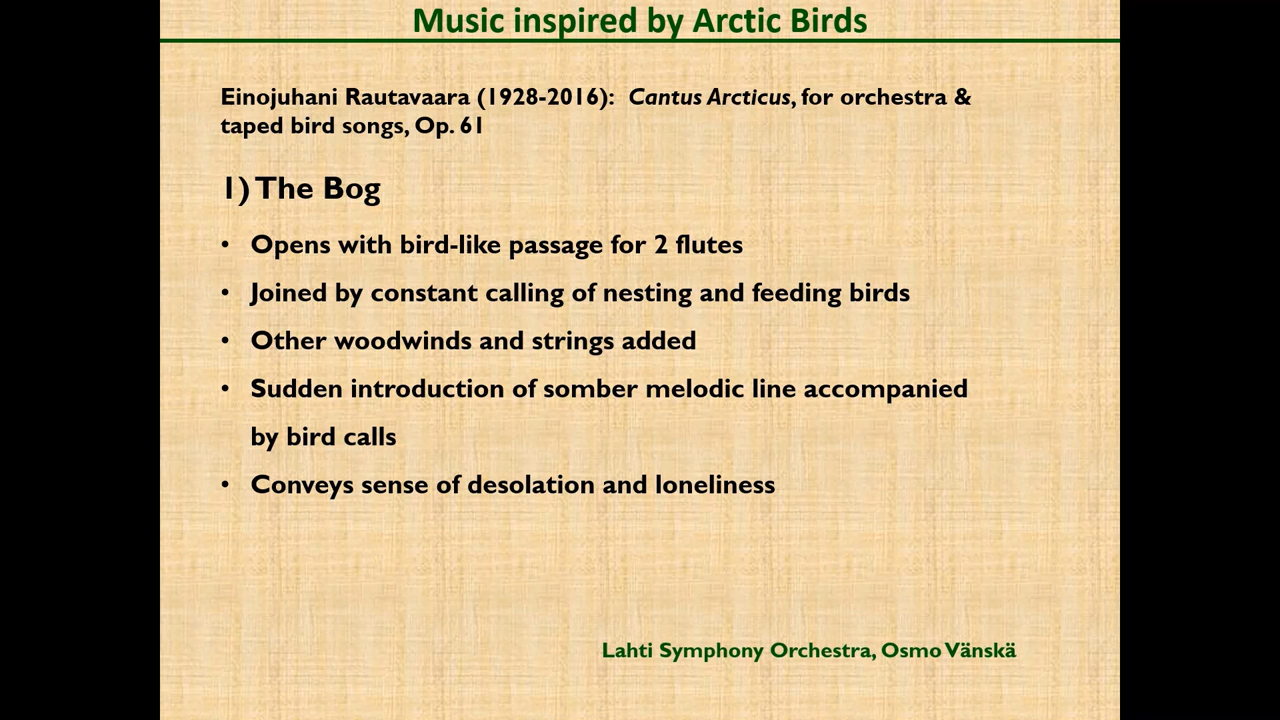 Music inspired by Arctic Birds
Einojuhani Rautavaara (1928-2016): Cantus Arcticus, for orchestra &
taped bird songs, Op. 61
1) The Bog
• Opens with bird-like passage for 2 flutes
• Joined by constant calling of nesting and feeding birds
• Other woodwinds and strings added
• Sudden introduction of somber melodic line accompanied
by bird calls
• Conveys sense of desolation and loneliness
Lahti Symphony Orchestra, Osmo Vänskä